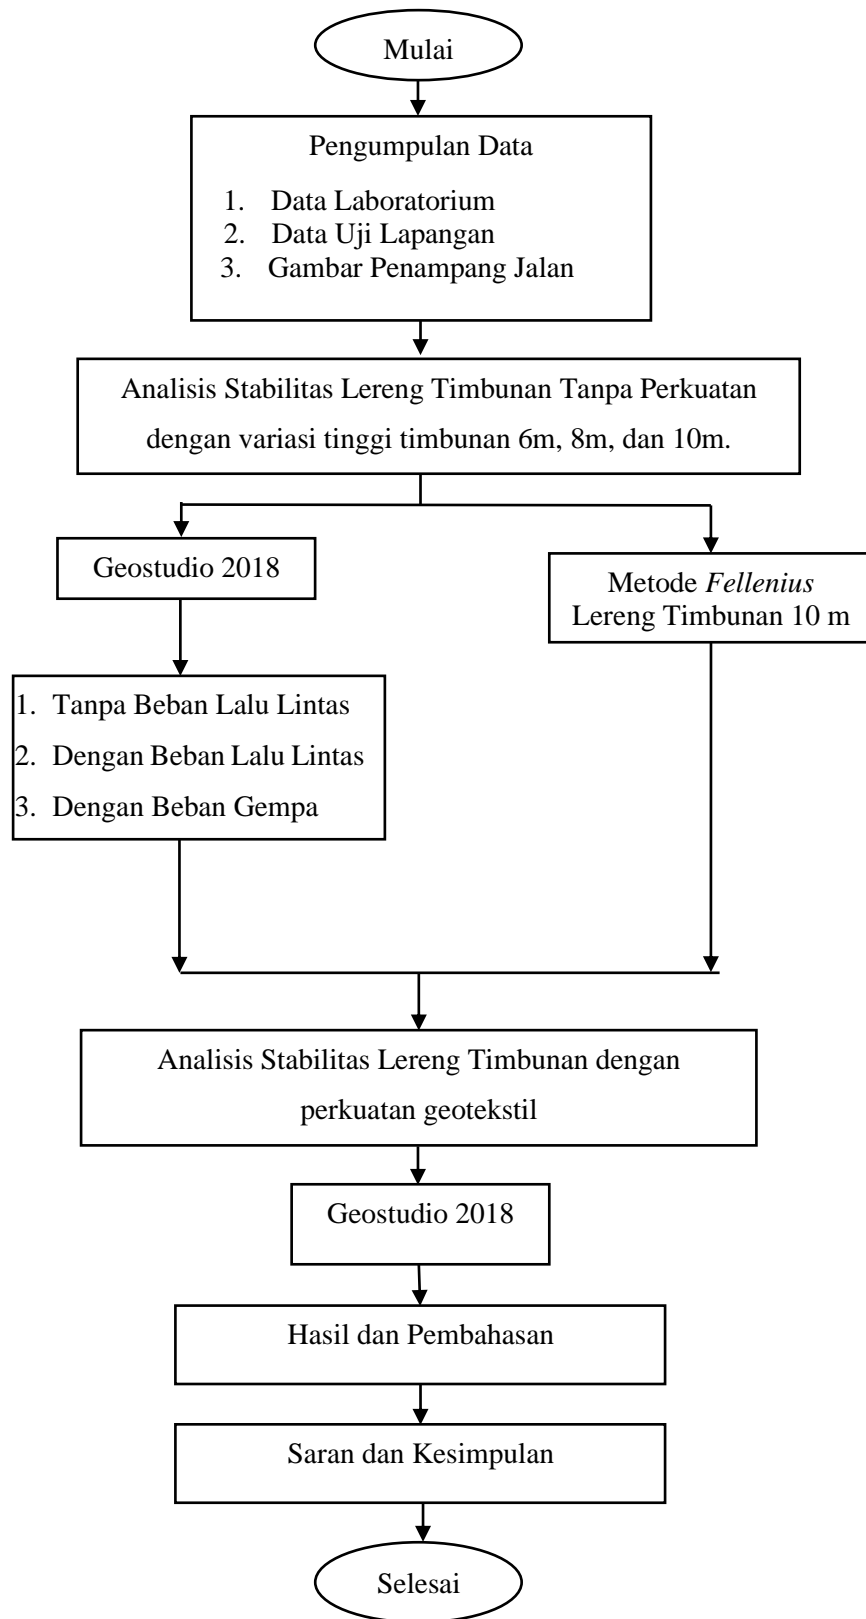 Mulai
Pengumpulan Data
1. Data Laboratorium
2. Data Uji Lapangan
3. Gambar Penampang Jalan
Analisis Stabilitas Lereng Timbunan Tanpa Perkuatan
dengan variasi tinggi timbunan 6m, 8m, dan 10m.
Geostudio 2018
Metode Fellenius
Lereng Timbunan 10 m
1. Tanpa Beban Lalu Lintas
2. Dengan Beban Lalu Lintas
3. Dengan Beban Gempa
Analisis Stabilitas Lereng Timbunan dengan
perkuatan geotekstil
Geostudio 2018
Hasil dan Pembahasan
Saran dan Kesimpulan
Selesai